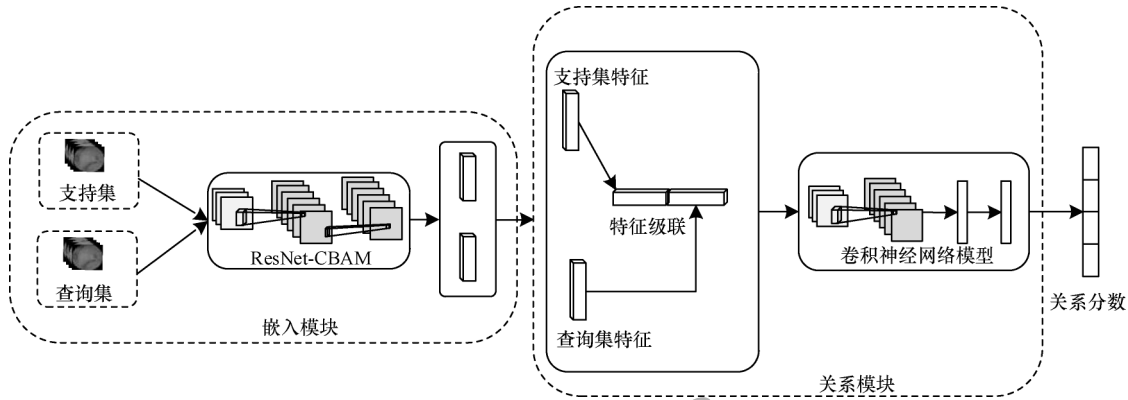 支持集
查询集
ResNet-CBAM
嵌入模块
支持集特征
特征级联
查询集特征
卷积神经网络模型
关系模块
关系分数